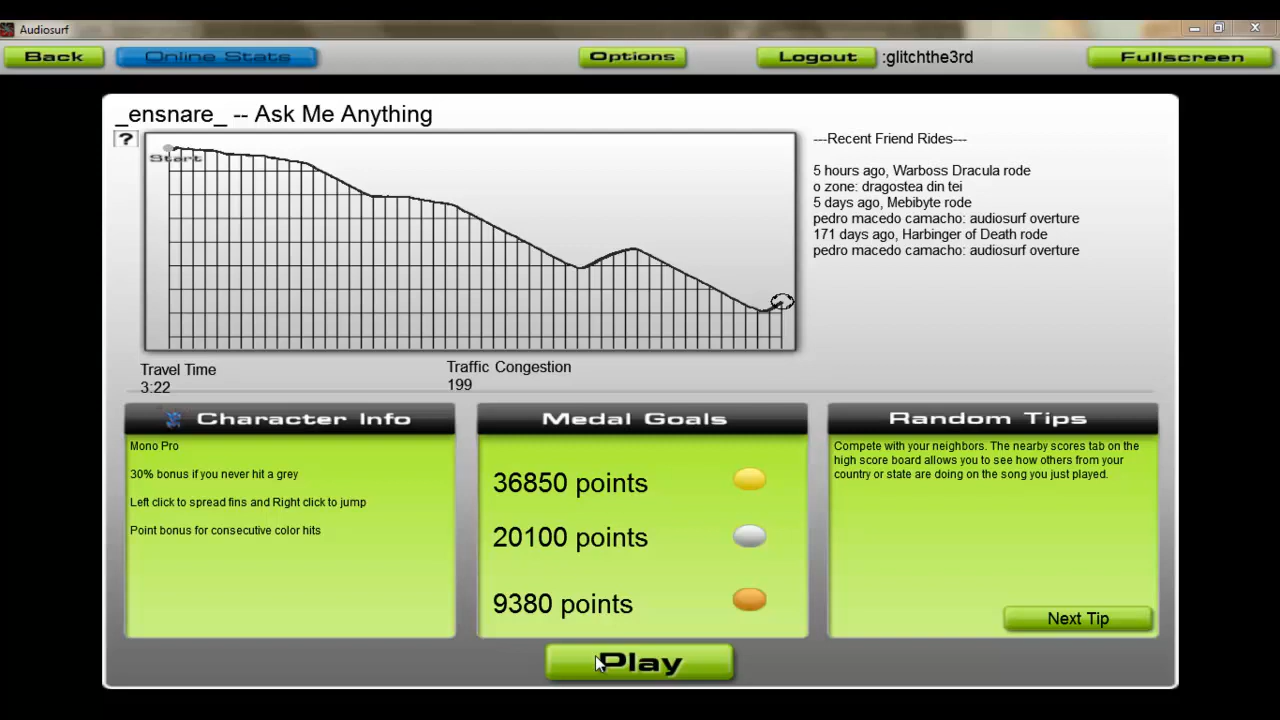 Audiosurf
Back
Online Stats
Options
Logout
:glitchthe3rd
Fullscreen
_ensnare_ -- Ask Me Anything
?
Start
---Recent Friend Rides---
5 hours ago, Warboss Dracula rode
o zone: dragostea din tei
5 days ago, Mebibyte rode
pedro macedo camacho: audiosurf overture
171 days ago, Harbinger of Death rode
pedro macedo camacho: audiosurf overture
Travel Time
3:22
Traffic Congestion
199
Character Info
Mono Pro
30% bonus if you never hit a grey
Left click to spread fins and Right click to jump
Point bonus for consecutive color hits
Medal Goals
36850 points
20100 points
9380 points
Random Tips
Compete with your neighbors. The nearby scores tab on the
high score board allows you to see how others from your
country or state are doing on the song you just played.
Next Tip
Play